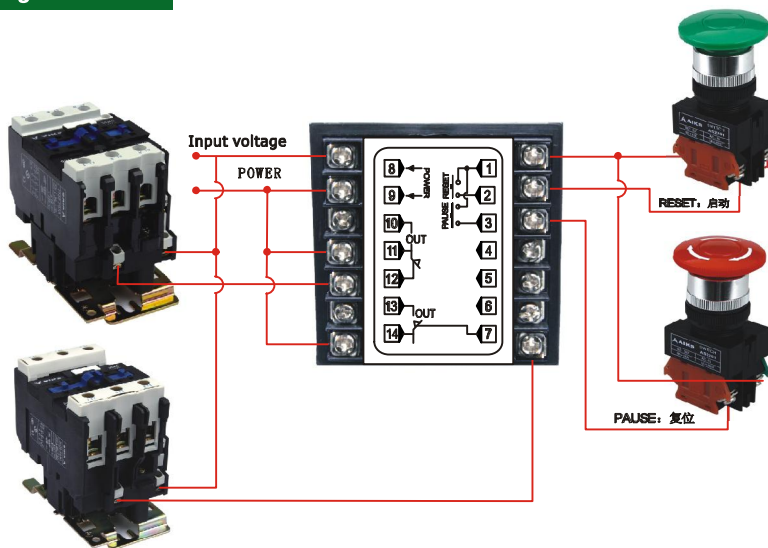 g
Input voltage
POWER
8
9
10
11
12
13
14
POWER
OUT
OUT
RESET
PAUSE
1
2
3
4
5
6
7
RESET: 启动
PAUSE: 复位